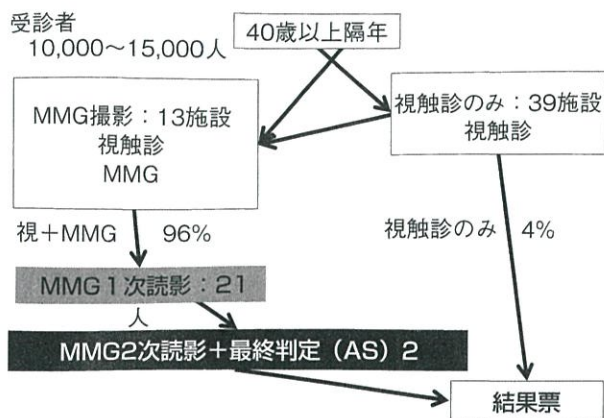 受診者
10,000～15,000人
40歳以上隔年
MMG撮影：13施設
視触診
MMG
視触診のみ：39施設
視触診
視＋MMG 96%
視触診のみ 4%
MMG１次読影：21
人
MMG2次読影＋最終判定（AS）2
結果票